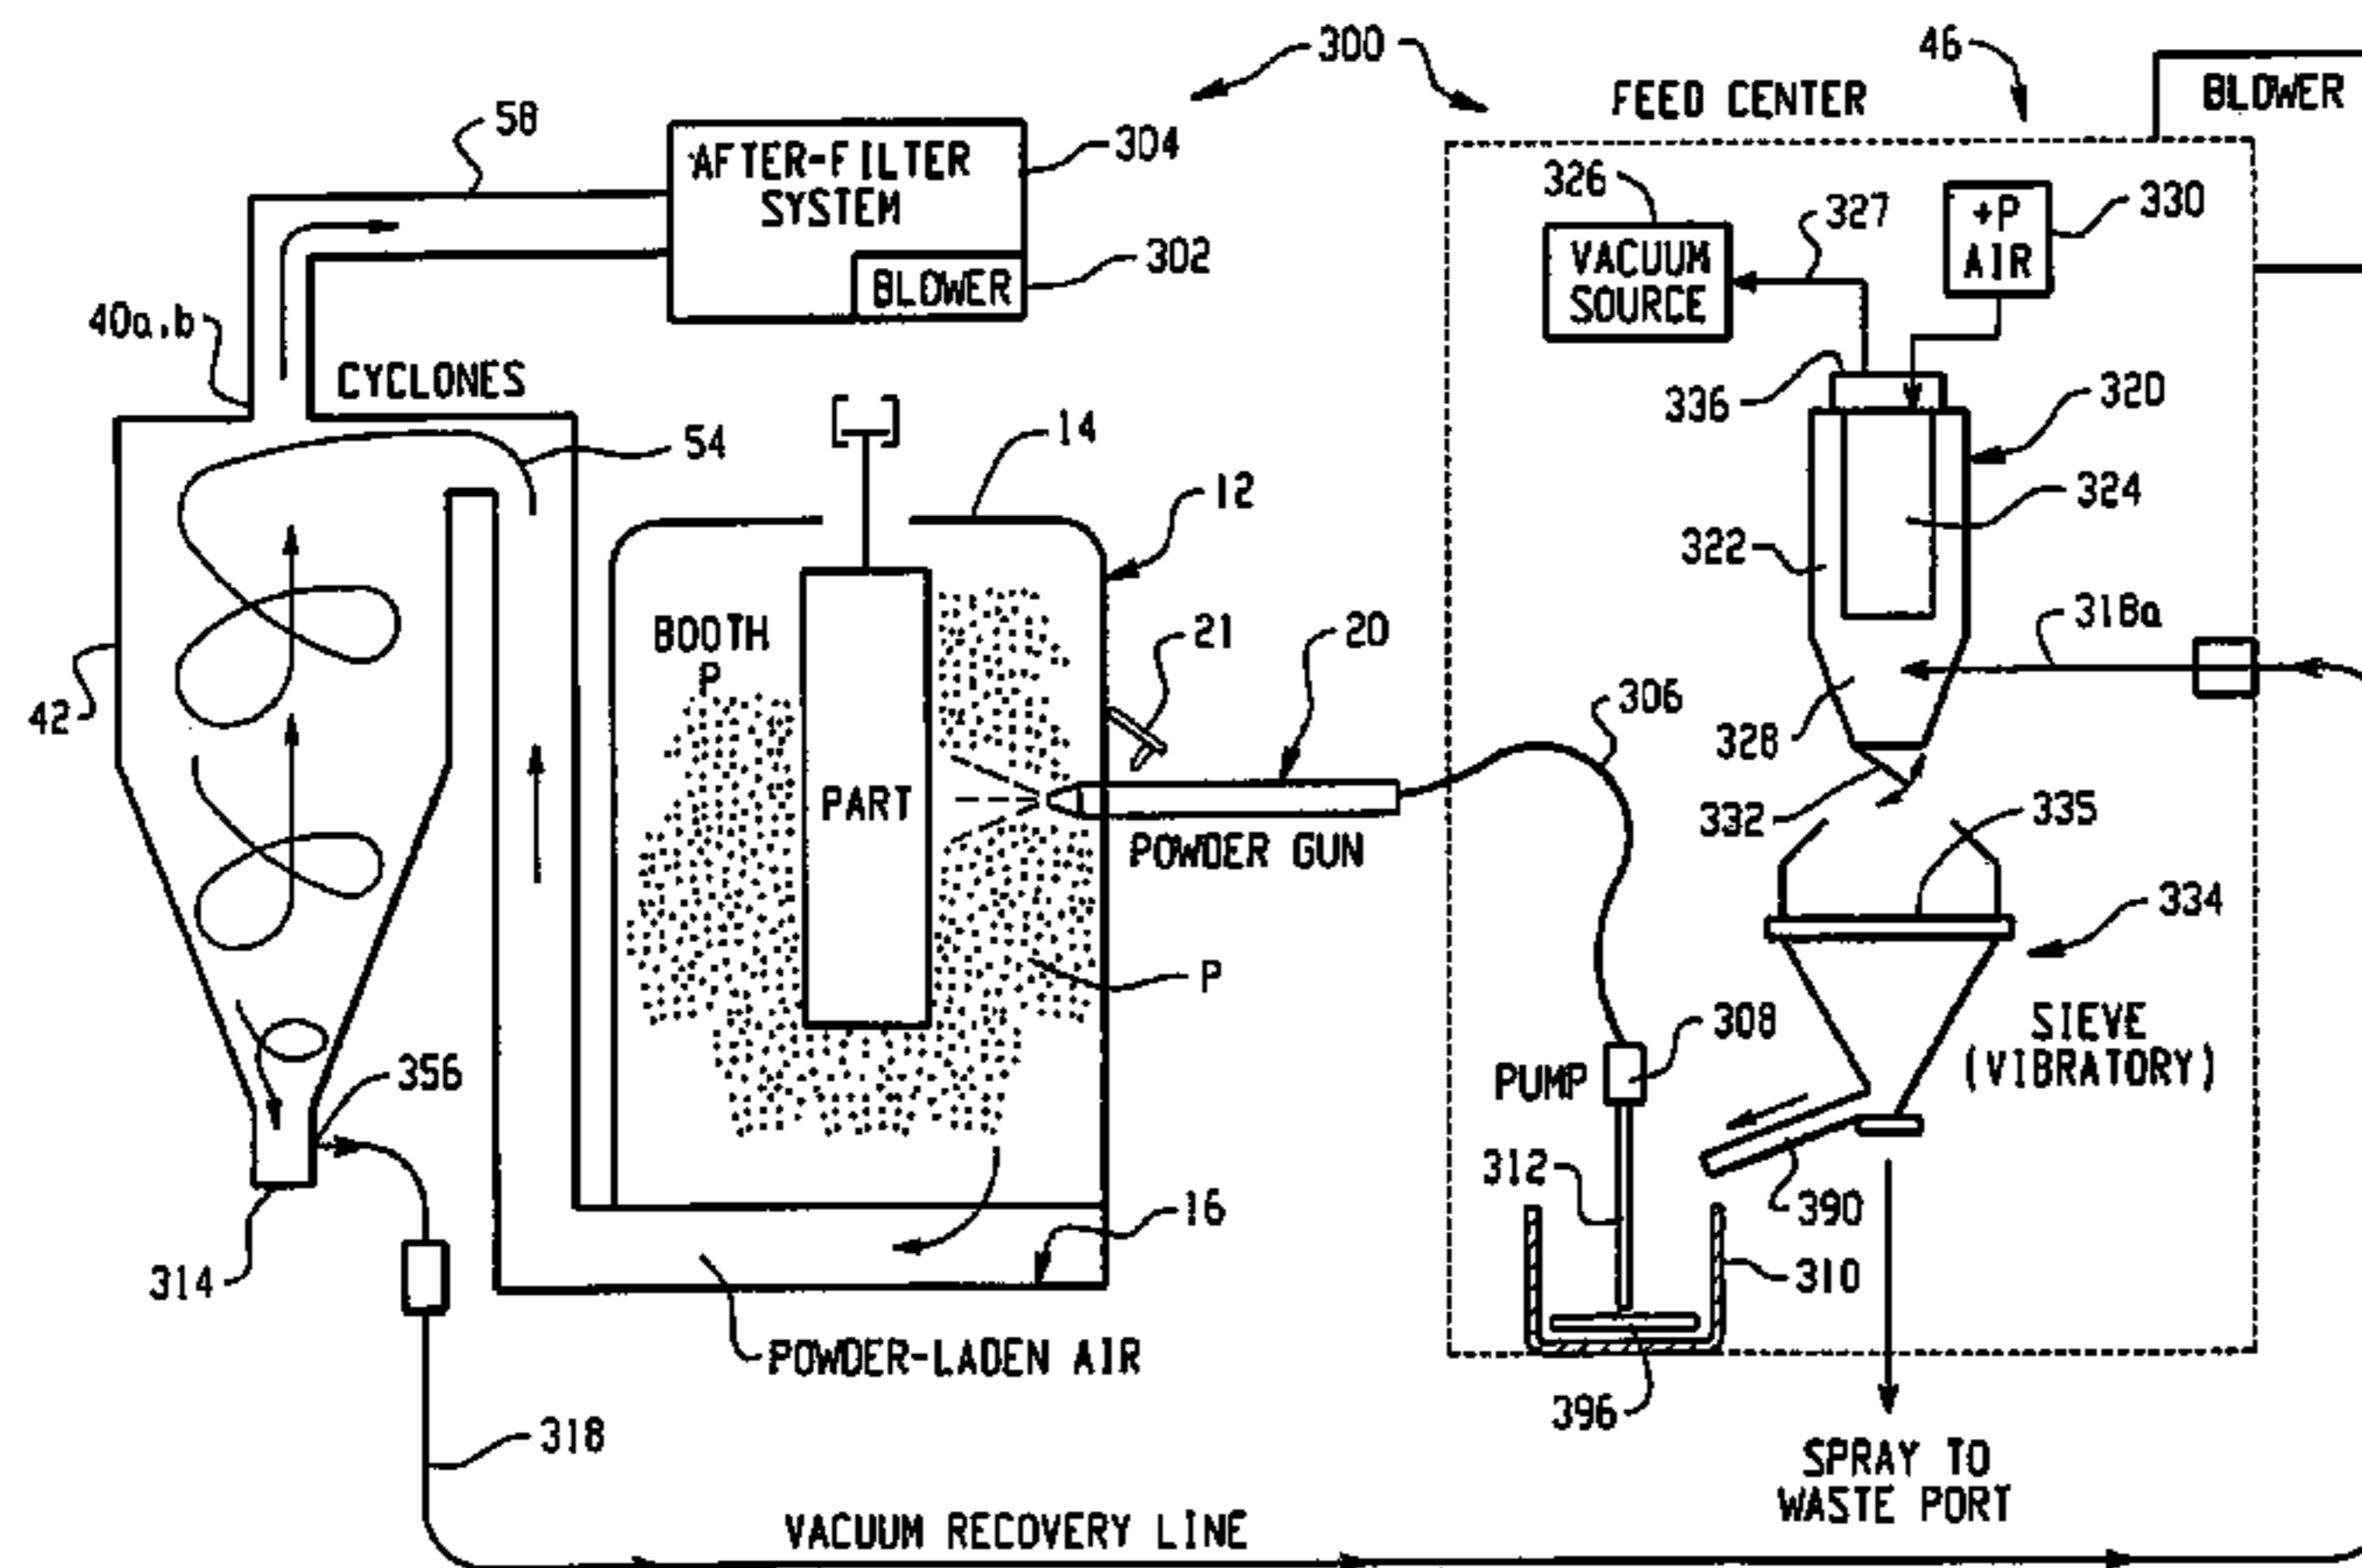 300
46
FEED CENTER
BLOWER
58
AFTER-FILTER
SYSTEM
304
BLOWER
302
40a,b
CYCLONES
326
VACUUM
SOURCE
327
+P
AIR
330
336
320
54
14
12
324
322
42
BOOTH
P
21
20
318a
306
328
PART
POWDER GUN
332
335
334
P
308
SIEVE
(VIBRATORY)
356
PUMP
312
390
16
314
310
POWDER-LADEN AIR
396
318
SPRAY TO
WASTE PORT
VACUUM RECOVERY LINE